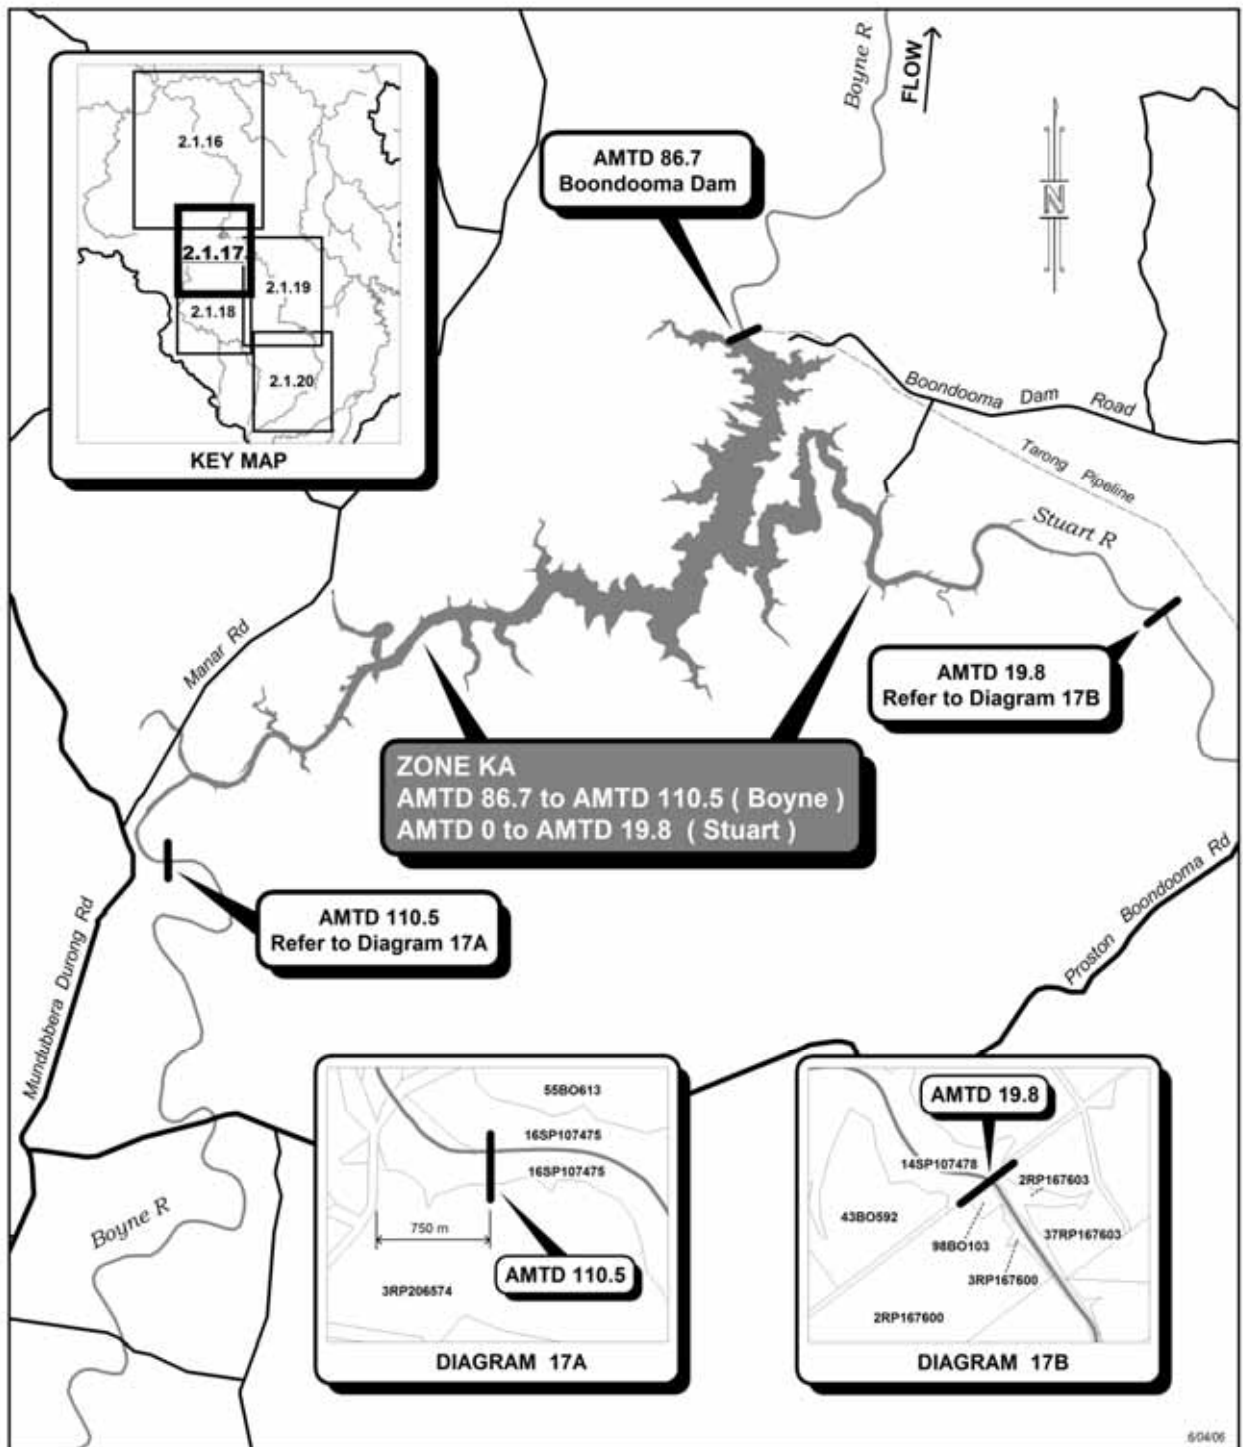 Boyne R
FLOW
2.1.16
2.1.17
2.1.19
2.1.18
2.1.20
KEY MAP
AMTD 86.7
Boondooma Dam
N
Boondooma Dam Road
Tarong Pipeline
Stuart R
Manar Rd
AMTD 19.8
Refer to Diagram 17B
ZONE KA
AMTD 86.7 to AMTD 110.5 ( Boyne )
AMTD 0 to AMTD 19.8 ( Stuart )
AMTD 110.5
Refer to Diagram 17A
Mundubbera Durong Rd
Proston Boondooma Rd
Boyne R
55BO613
16SP107475
16SP107475
750 m
AMTD 110.5
3RP206574
DIAGRAM 17A
AMTD 19.8
14SP107478
2RP167603
43BO592
37RP167603
98BO103
3RP167600
2RP167600
DIAGRAM 17B
6/04/06